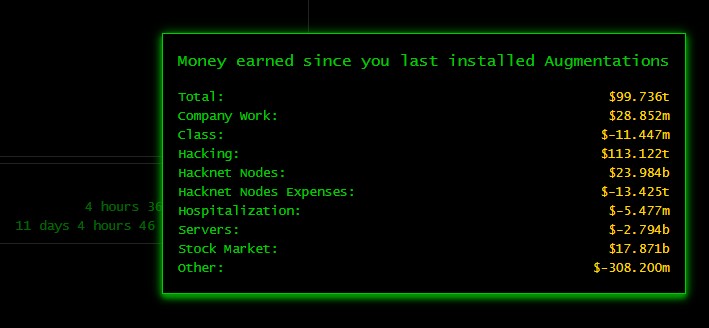 Money earned since you last installed Augmentations
Total: $99.736t
Company Work: $28.852m
Class: $-11.447m
Hacking: $113.122t
Hacknet Nodes: $23.984b
Hacknet Nodes Expenses: $-13.425t
Hospitalization: $-5.477m
Servers: $-2.794b
Stock Market: $17.871b
Other: $-308.200m
4 hours 36
11 days 4 hours 46